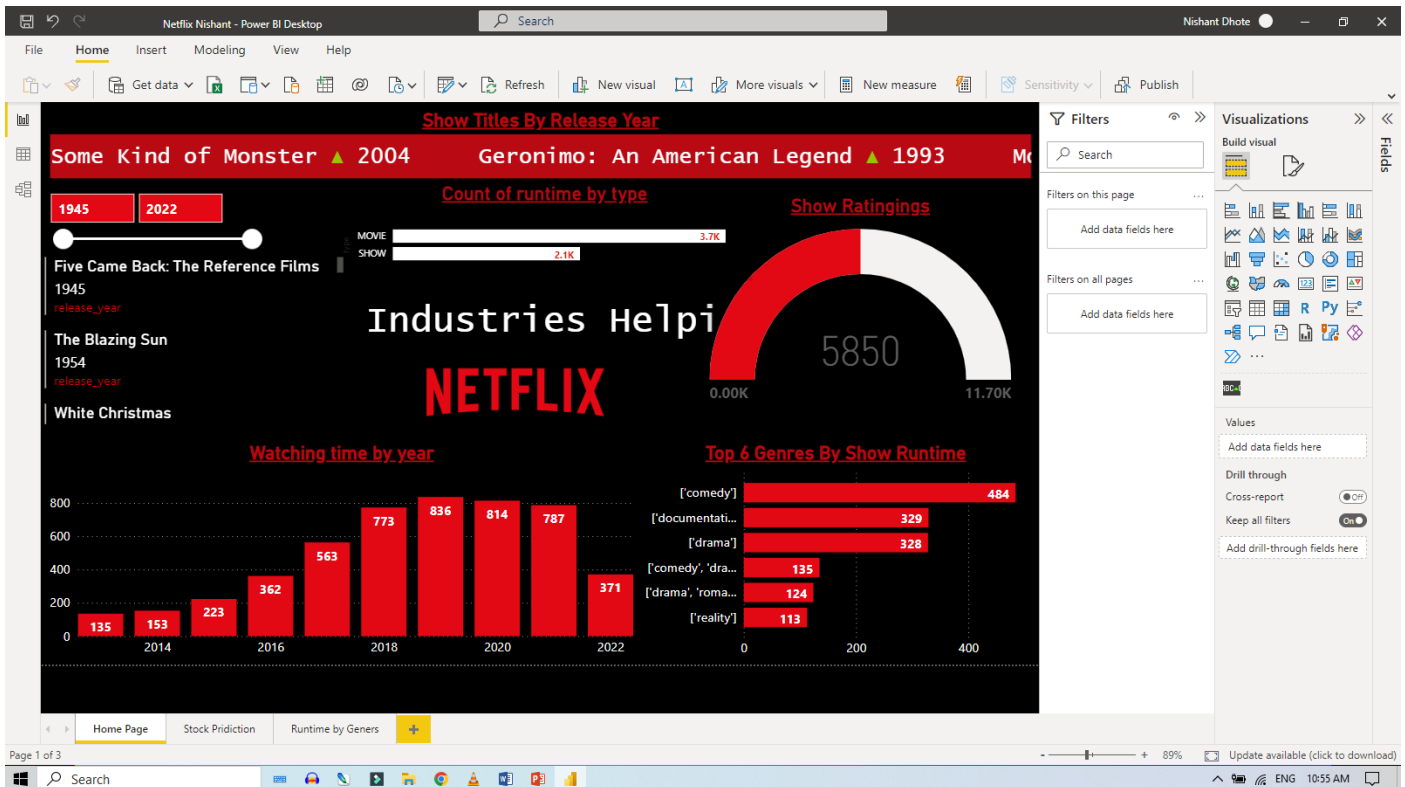 Netflix Nishant - Power BI Desktop
Search
Nishant Dhote
File Home Insert Modeling View Help
Get data Refresh New visual More visuals New measure Sensitivity Publish
Show Titles By Release Year
Some Kind of Monster ▲ 2004 Geronimo: An American Legend ▲ 1993 Mo
1945 2022
Five Came Back: The Reference Films
1945
release_year
The Blazing Sun
1954
release_year
White Christmas
Count of runtime by type
type
MOVIE 3.7K
SHOW 2.1K
Industries Helpi
NETFLIX
Show Ratingings
5850
0.00K 11.70K
Watching time by year
800
600
400
200
0
135 153 223 362 563 773 836 814 787 371
2014 2016 2018 2020 2022
Top 6 Genres By Show Runtime
['comedy'] 484
['documentati... 329
['drama'] 328
['comedy', 'dra... 135
['drama', 'roma... 124
['reality'] 113
0 200 400
Filters
Search
Filters on this page ...
Add data fields here
Filters on all pages ...
Add data fields here
Visualizations
Build visual
123
R Py
...
Values
Add data fields here
Drill through
Cross-report Off
Keep all filters On
Add drill-through fields here
Fields
Home Page Stock Pridiction Runtime by Geners +
Page 1 of 3
- + 89% Update available (click to download)
Search
ENG 10:55 AM